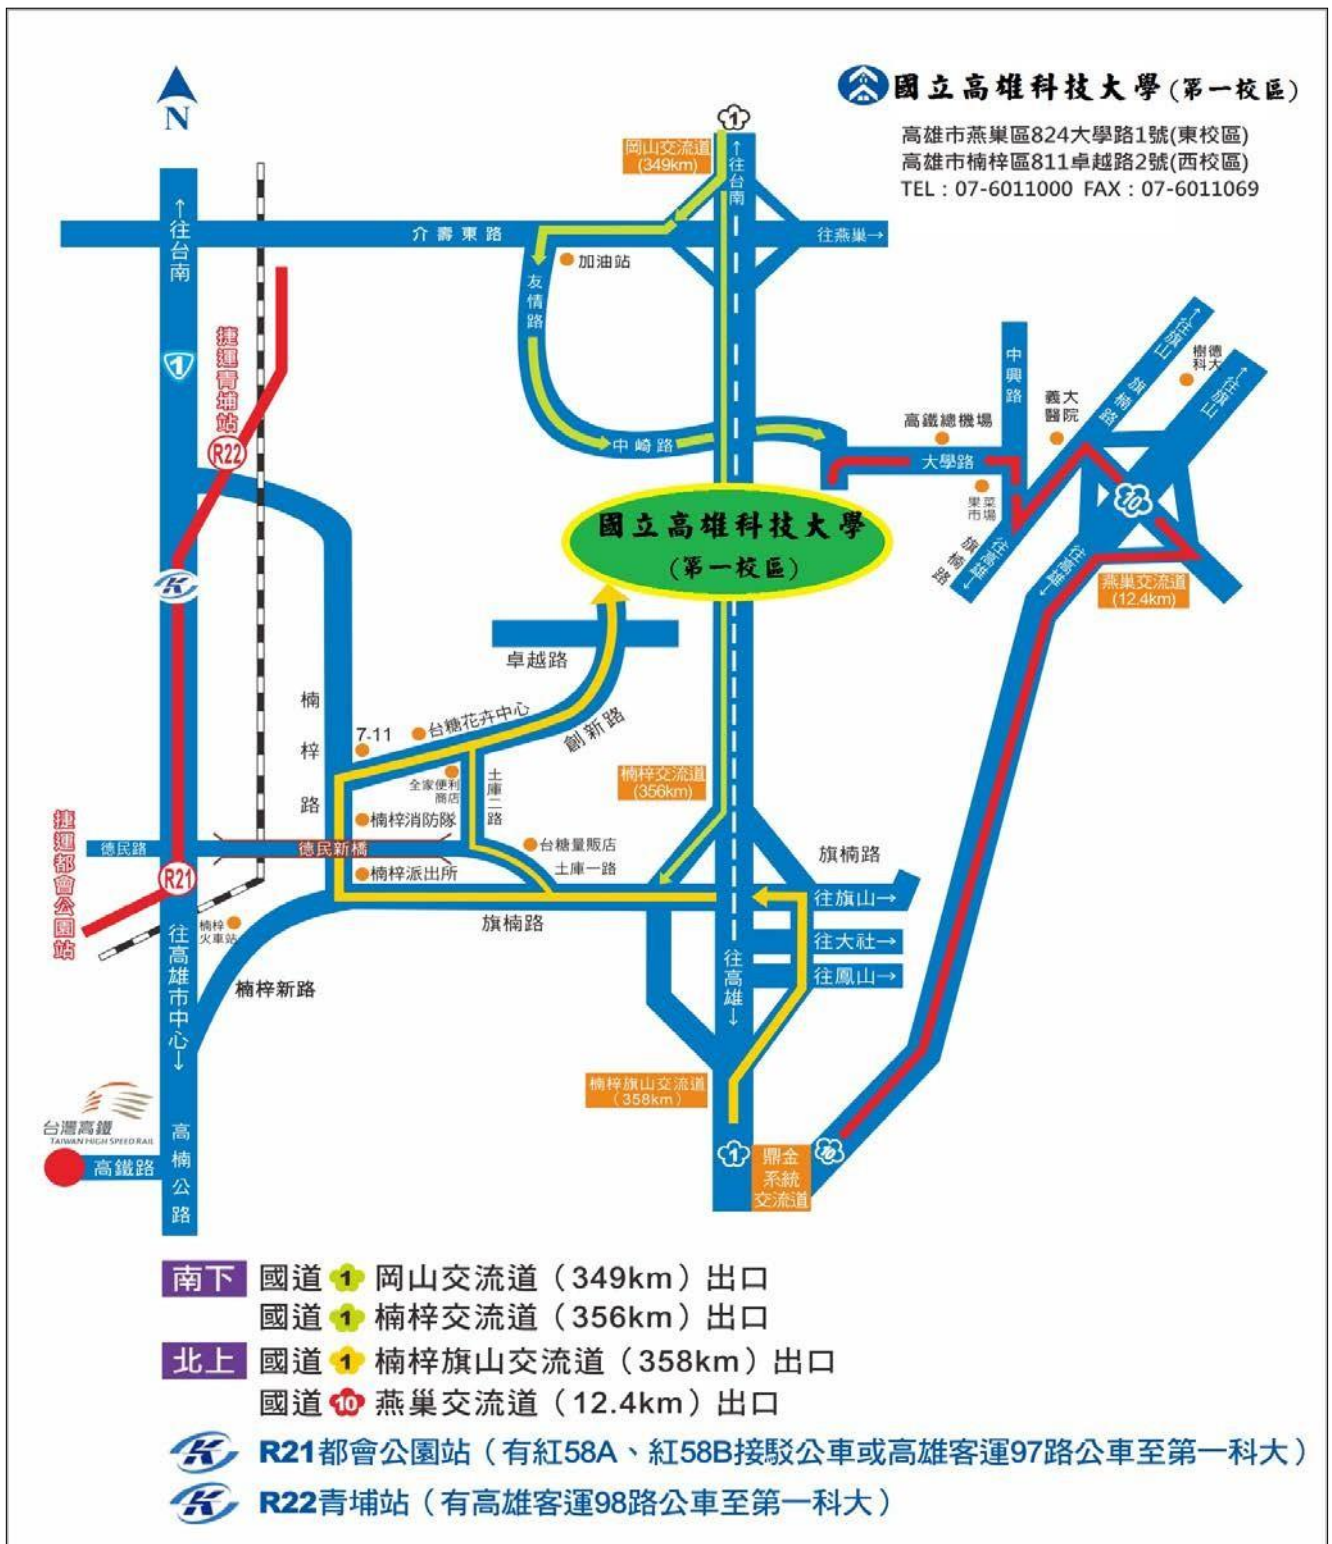 N
國立高雄科技大學(第一校區)
高雄市燕巢區824大學路1號(東校區)
高雄市楠梓區811卓越路2號(西校區)
TEL：07-6011000 FAX：07-6011069
1
岡山交流道
(349km)
↑往台南
↑往台南
介壽東路
往燕巢→
加油站
友情路
1
捷運青埔站
R22
中崎路
中興路
高鐵總機場
大學路
義大
醫院
果菜
市場
↑往旗山
旗楠路
樹德
科大
↑往旗山
10
往高雄↓
旗楠路
往高雄↓
燕巢交流道
(12.4km)
國立高雄科技大學
(第一校區)
K
卓越路
楠梓路
7-11
台糖花卉中心
創新路
全家便利
商店
土庫二路
楠梓交流道
(356km)
楠梓消防隊
捷運都會公園站
德民路
德民新橋
台糖量販店
土庫一路
旗楠路
R21
楠梓派出所
往旗山→
旗楠路
楠梓
火車站
往大社→
往鳳山→
往高雄↓
往高雄市中心↓
楠梓新路
楠梓旗山交流道
(358km)
台灣高鐵
TAIWAN HIGH SPEED RAIL
高鐵路
高楠公路
1
鼎金
系統
交流道
10
南下 國道 1 岡山交流道（349km）出口
國道 1 楠梓交流道（356km）出口
北上 國道 1 楠梓旗山交流道（358km）出口
國道 10 燕巢交流道（12.4km）出口
K R21都會公園站（有紅58A、紅58B接駁公車或高雄客運97路公車至第一科大）
K R22青埔站（有高雄客運98路公車至第一科大）